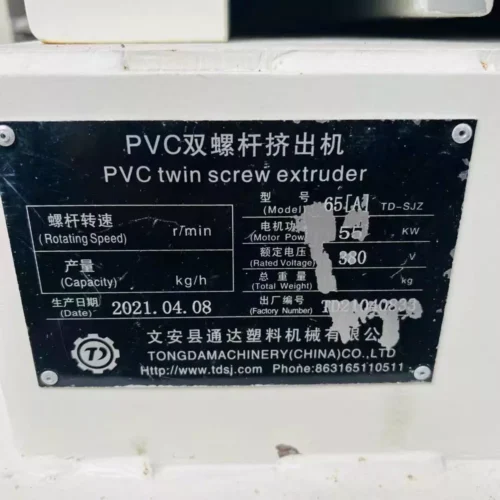 PVC双螺杆挤出机
PVC twin screw extruder
螺杆转速
(Rotating Speed) r/min
产量
(Capacity) kg/h
生产日期
(Date) 2021.04.08
型号
(Model) 65[A] TD-SJZ
电机功
(Motor Pow 55 KW
额定电压
(Rated Voltage) 380 V
总重量
(Total Weight) kg
出厂编号
(Factory Number) TD21040833
文安县通达塑料机械有限公司
TONGDAMACHINERY(CHINA)CO.,LTD
Http://www.tdsj.com Phone:863165110511
TD